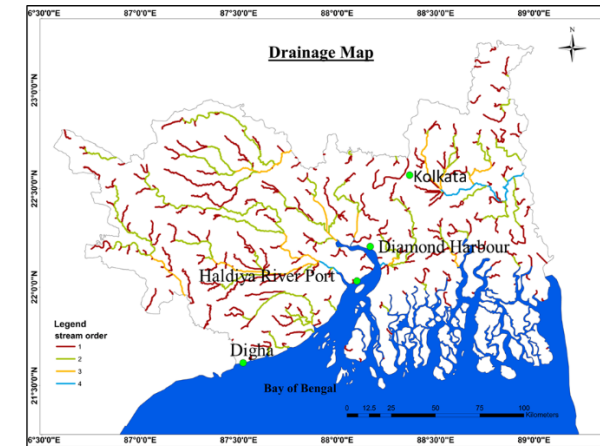 6°30'0"E 87°0'0"E 87°30'0"E 88°0'0"E 88°30'0"E 89°0'0"E
Drainage Map
N
23°0'0"N
22°30'0"N
22°0'0"N
21°30'0"N
Kolkata
Diamond Harbour
Haldiya River Port
Digha
Bay of Bengal
Legend
stream order
1
2
3
4
0 12.5 25 50 75 100
Kilometers
6°30'0"E 87°0'0"E 87°30'0"E 88°0'0"E 88°30'0"E 89°0'0"E